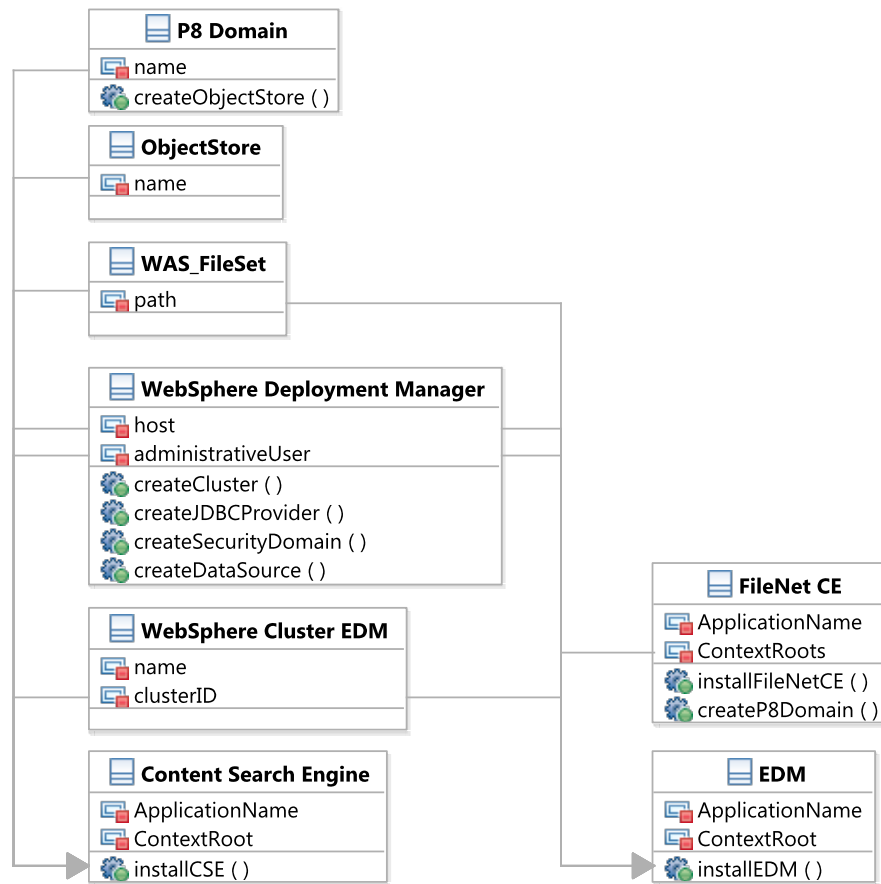 P8 Domain
name
createObjectStore ( )
ObjectStore
name
WAS_FileSet
path
WebSphere Deployment Manager
host
administrativeUser
createCluster ( )
createJDBCProvider ( )
createSecurityDomain ( )
createDataSource ( )
WebSphere Cluster EDM
name
clusterID
Content Search Engine
ApplicationName
ContextRoot
installCSE ( )
FileNet CE
ApplicationName
ContextRoots
installFileNetCE ( )
createP8Domain ( )
EDM
ApplicationName
ContextRoot
installEDM ( )